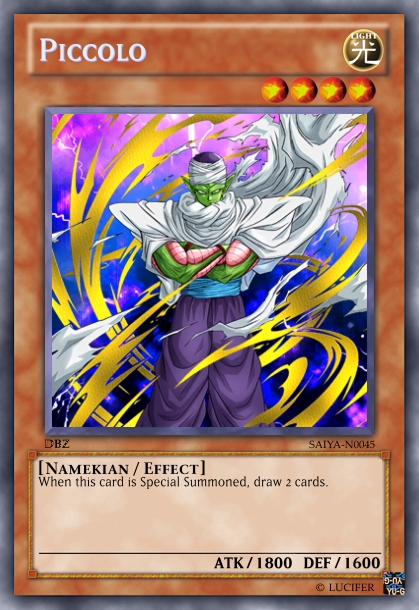 Piccolo
LIGHT
光
DBZ
SAIYA-N0045
[Namekian / Effect]
When this card is Special Summoned, draw 2 cards.
ATK / 1800 DEF / 1600
© LUCIFER